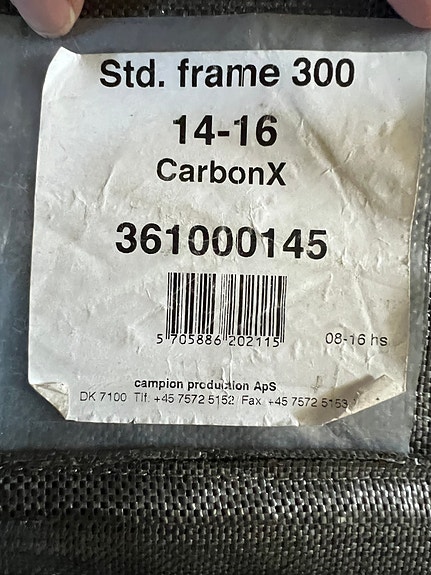 Std. frame 300
14-16
CarbonX
361000145
5 705886 202115
08-16 hs
campion production ApS
DK 7100 Tlf. +45 7572 5152 Fax +45 7572 5153